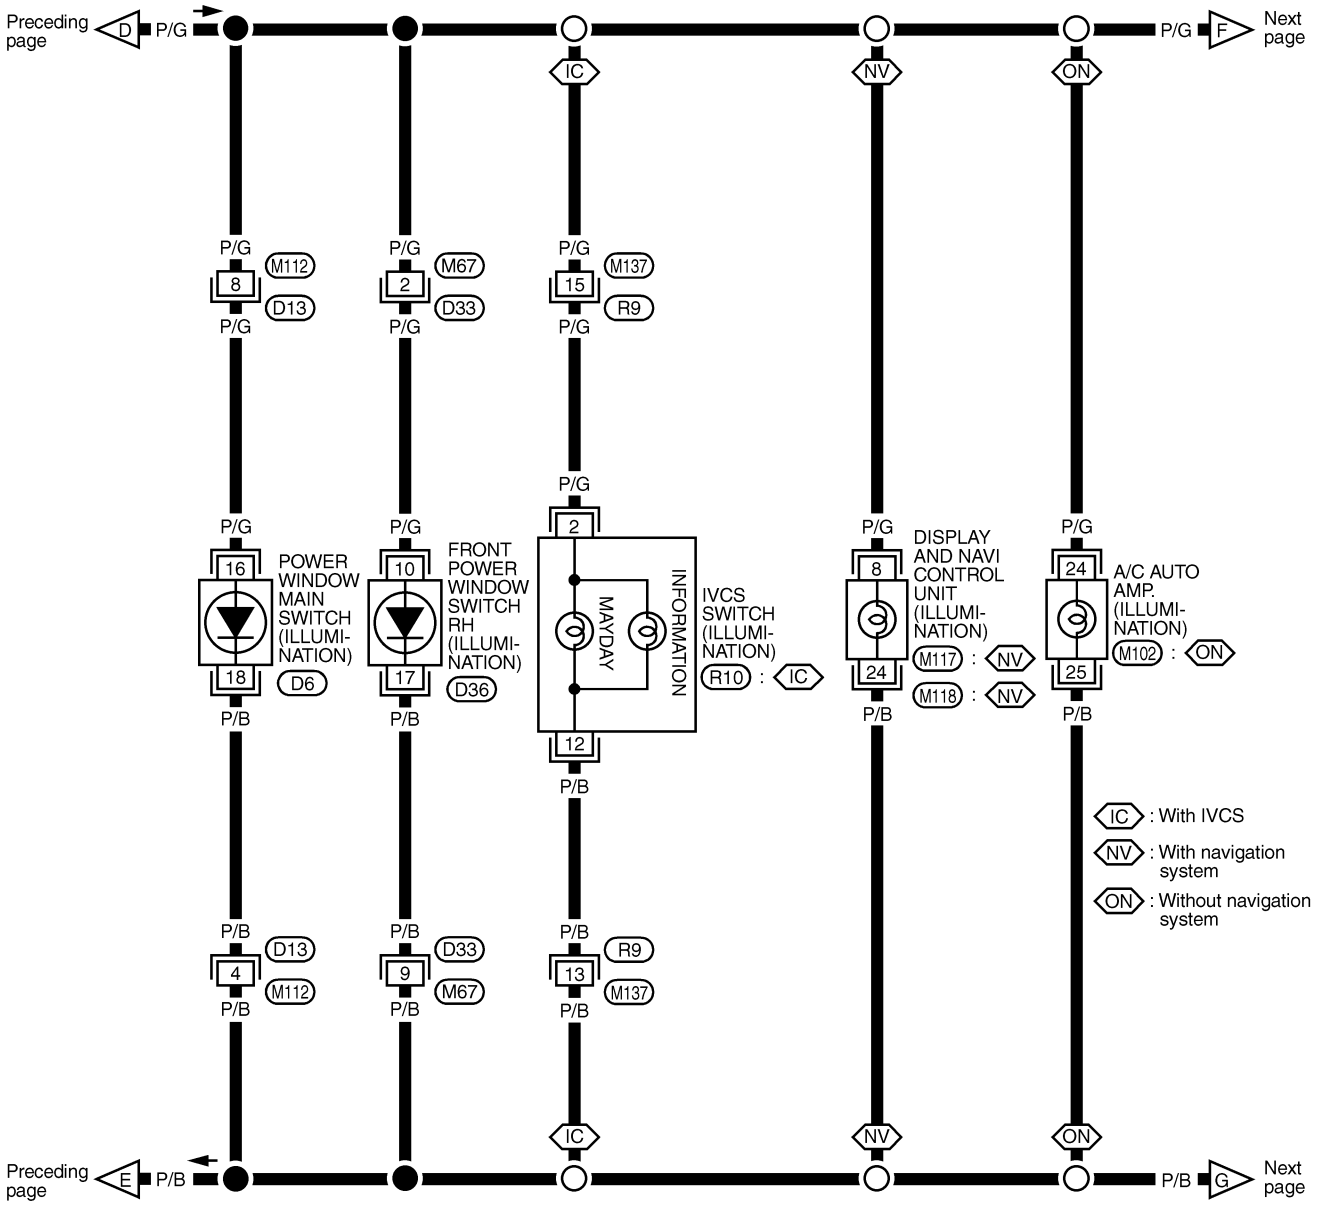 Preceding
page
D
P/G
P/G
F
Next
page
IC
NV
ON
P/G
P/G
P/G
8
M112
D13
2
M67
D33
15
M137
R9
P/G
P/G
P/G
P/G
P/G
P/G
P/G
P/G
16
18
POWER
WINDOW
MAIN
SWITCH
(ILLUMI-
NATION)
D6
10
17
FRONT
POWER
WINDOW
SWITCH
RH
(ILLUMI-
NATION)
D36
2
MAYDAY
INFORMATION
12
IVCS
SWITCH
(ILLUMI-
NATION)
R10 : IC
8
24
DISPLAY
AND NAVI
CONTROL
UNIT
(ILLUMI-
NATION)
M117 : NV
M118 : NV
24
25
A/C AUTO
AMP.
(ILLUMI-
NATION)
M102 : ON
P/B
P/B
P/B
P/B
P/B
IC : With IVCS
NV : With navigation
system
ON : Without navigation
system
P/B
P/B
P/B
4
D13
M112
9
D33
M67
13
R9
M137
P/B
P/B
P/B
IC
NV
ON
Preceding
page
E
P/B
P/B
G
Next
page